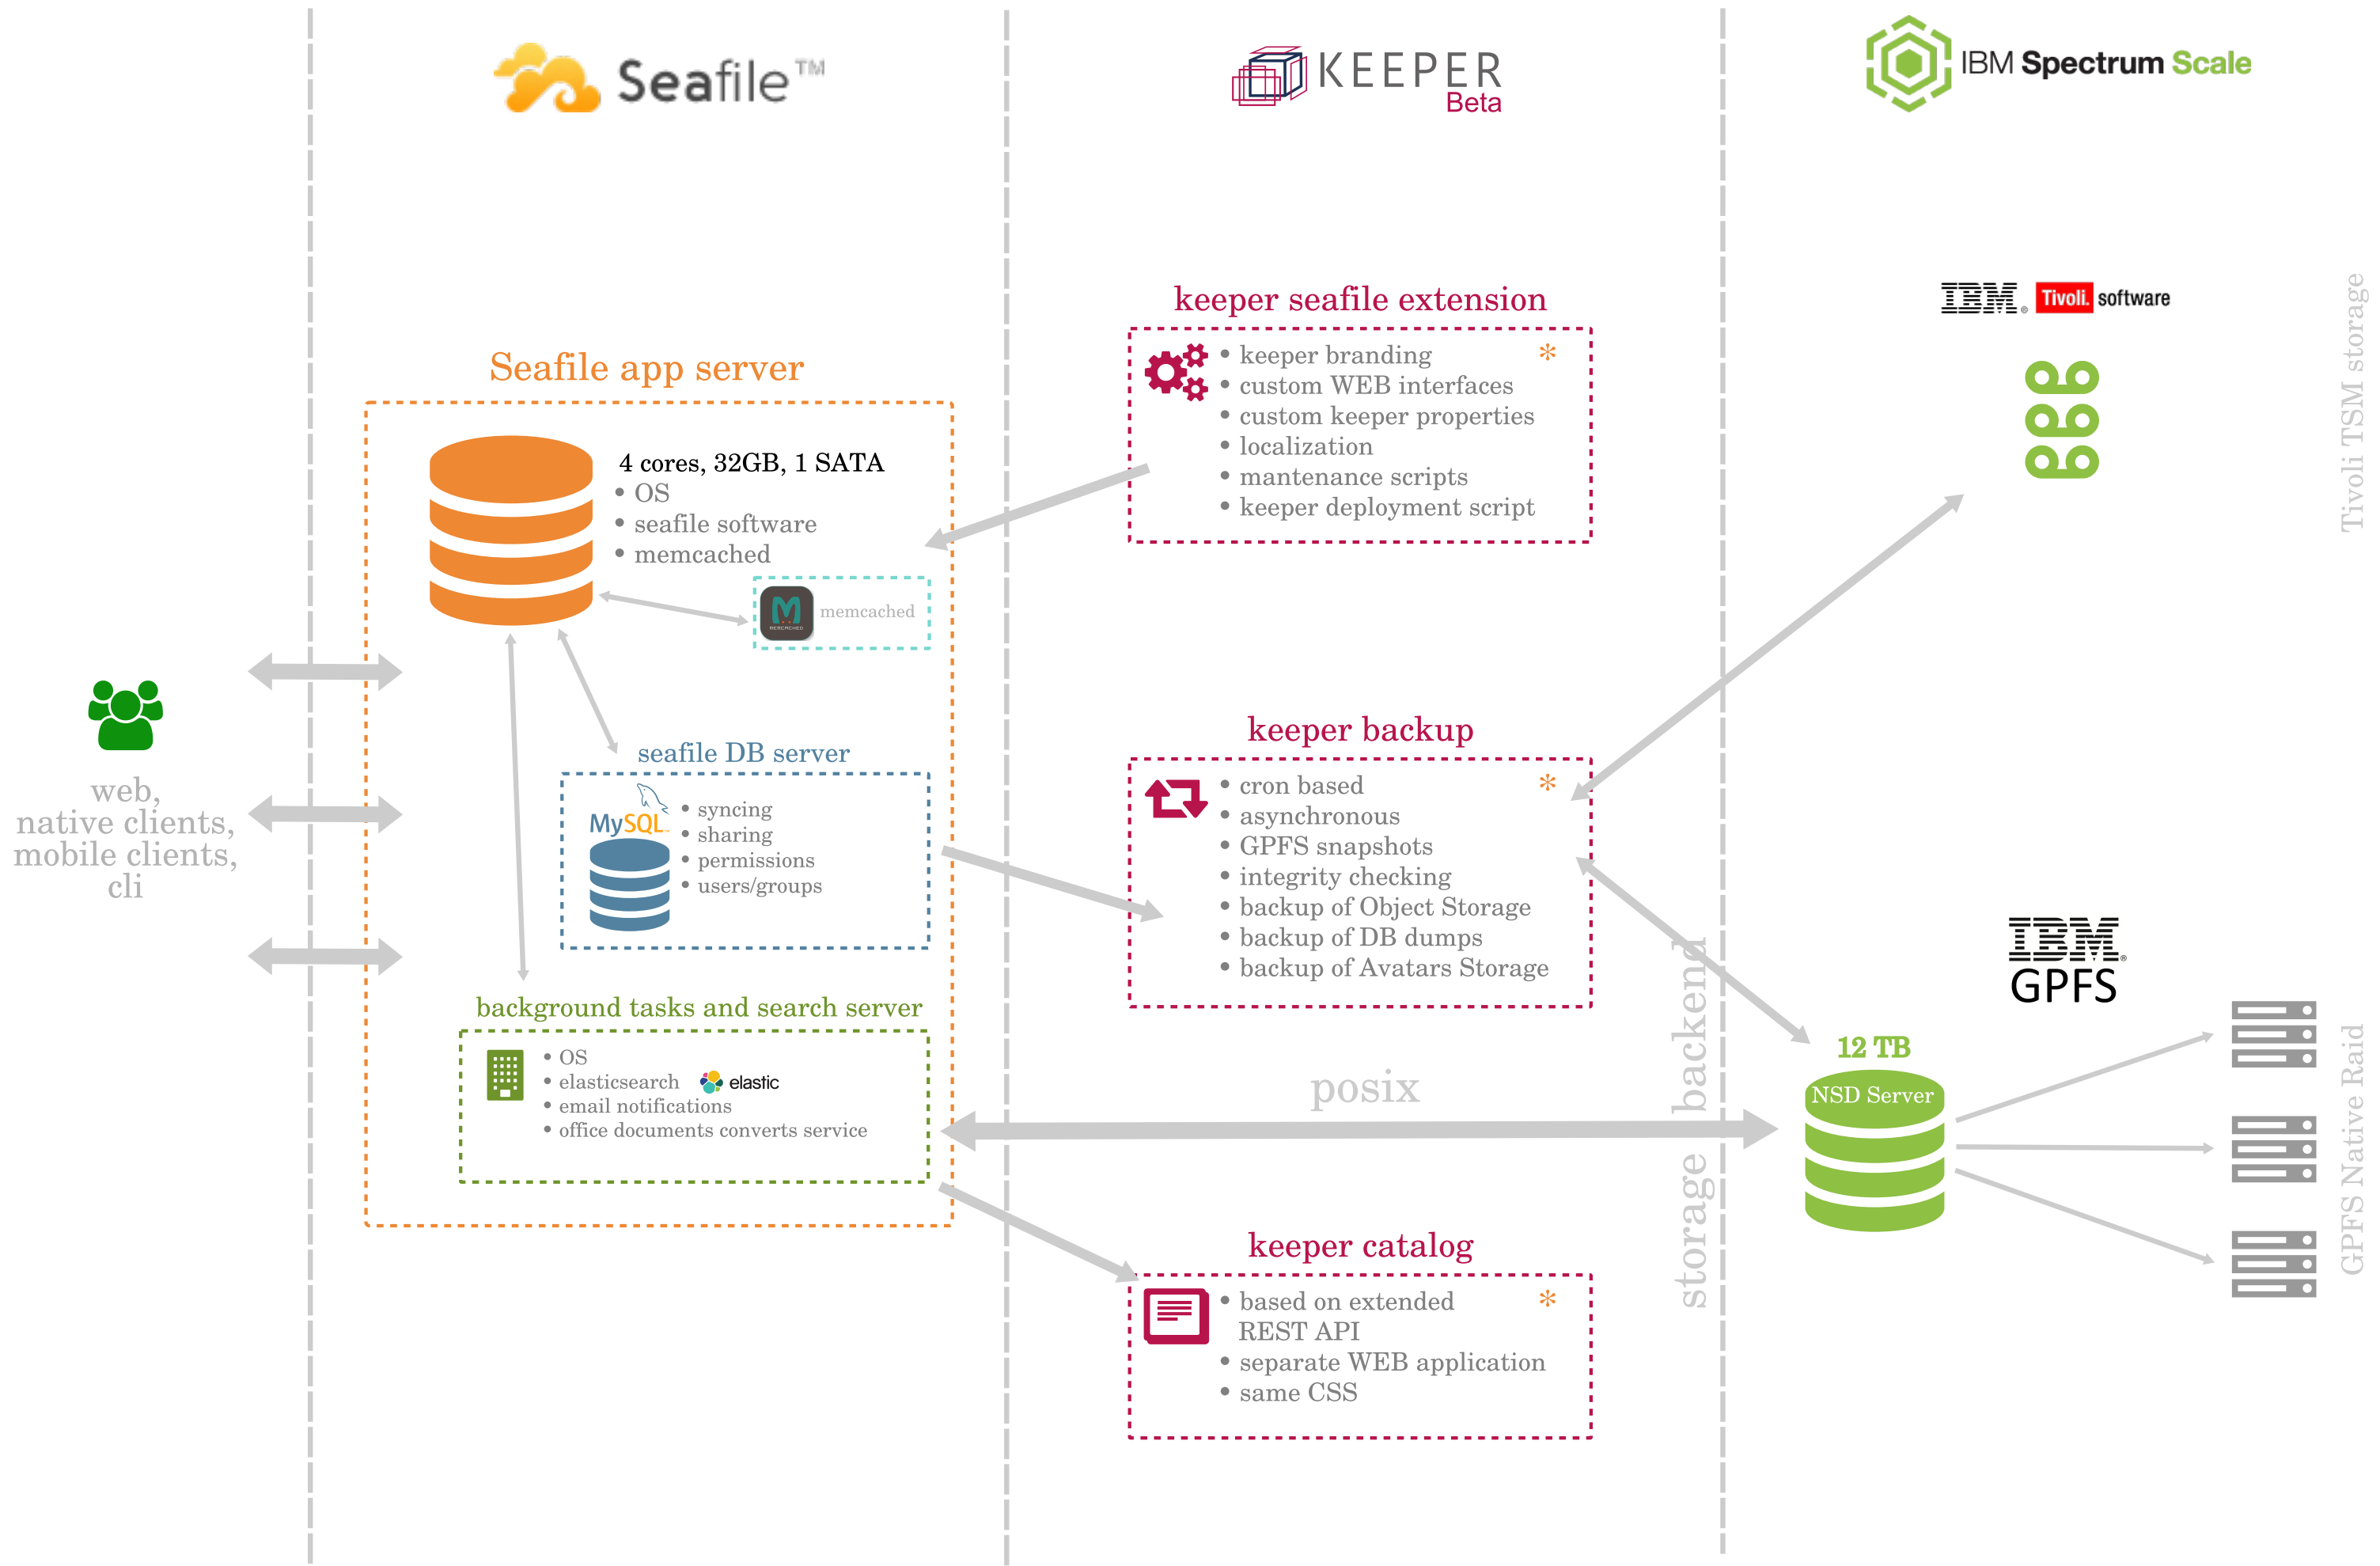 Seafile™
KEEPER
Beta
IBM Spectrum Scale
web,
native clients,
mobile clients,
cli
Seafile app server
4 cores, 32GB, 1 SATA
• OS
• seafile software
• memcached
MEMCACHED
memcached
seafile DB server
MySQL™
• syncing
• sharing
• permissions
• users/groups
background tasks and search server
• OS
• elasticsearch
elastic
• email notifications
• office documents converts service
keeper seafile extension
• keeper branding *
• custom WEB interfaces
• custom keeper properties
• localization
• mantenance scripts
• keeper deployment script
keeper backup
• cron based *
• asynchronous
• GPFS snapshots
• integrity checking
• backup of Object Storage
• backup of DB dumps
• backup of Avatars Storage
posix
keeper catalog
• based on extended *
REST API
• separate WEB application
• same CSS
storage backend
IBM® Tivoli. software
Tivoli TSM storage
IBM®
GPFS
12 TB
NSD Server
GPFS Native Raid